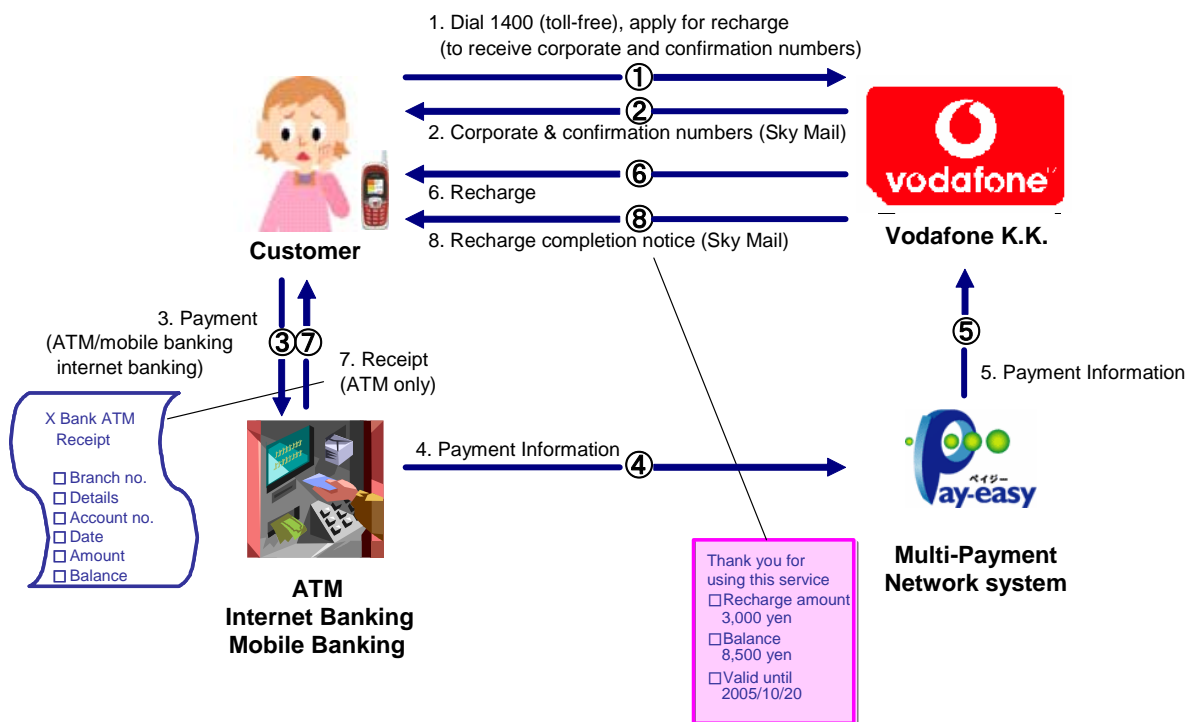 1. Dial 1400 (toll-free), apply for recharge
(to receive corporate and confirmation numbers)
①
②
2. Corporate & confirmation numbers (Sky Mail)
⑥
6. Recharge
⑧
8. Recharge completion notice (Sky Mail)
Customer
vodafone
Vodafone K.K.
3. Payment
(ATM/mobile banking
internet banking)
③⑦
7. Receipt
(ATM only)
⑤
5. Payment Information
X Bank ATM
Receipt
□ Branch no.
□ Details
□ Account no.
□ Date
□ Amount
□ Balance
4. Payment Information
④
ペイジー
Pay-easy
ATM
Internet Banking
Mobile Banking
Multi-Payment
Network system
Thank you for
using this service
□Recharge amount
3,000 yen
□Balance
8,500 yen
□Valid until
2005/10/20